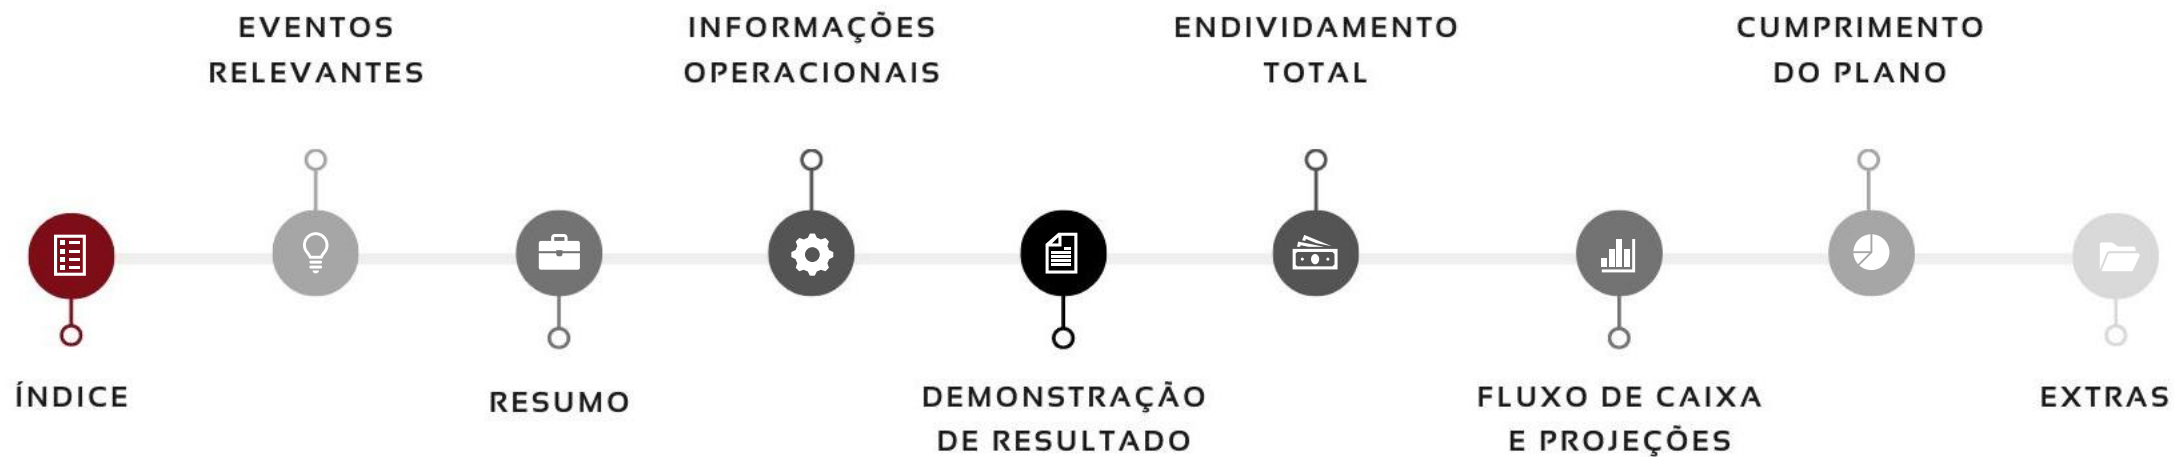 EVENTOS
RELEVANTES
INFORMAÇÕES
OPERACIONAIS
ENDIVIDAMENTO
TOTAL
CUMPRIMENTO
DO PLANO
ÍNDICE
RESUMO
DEMONSTRAÇÃO
DE RESULTADO
FLUXO DE CAIXA
E PROJEÇÕES
EXTRAS